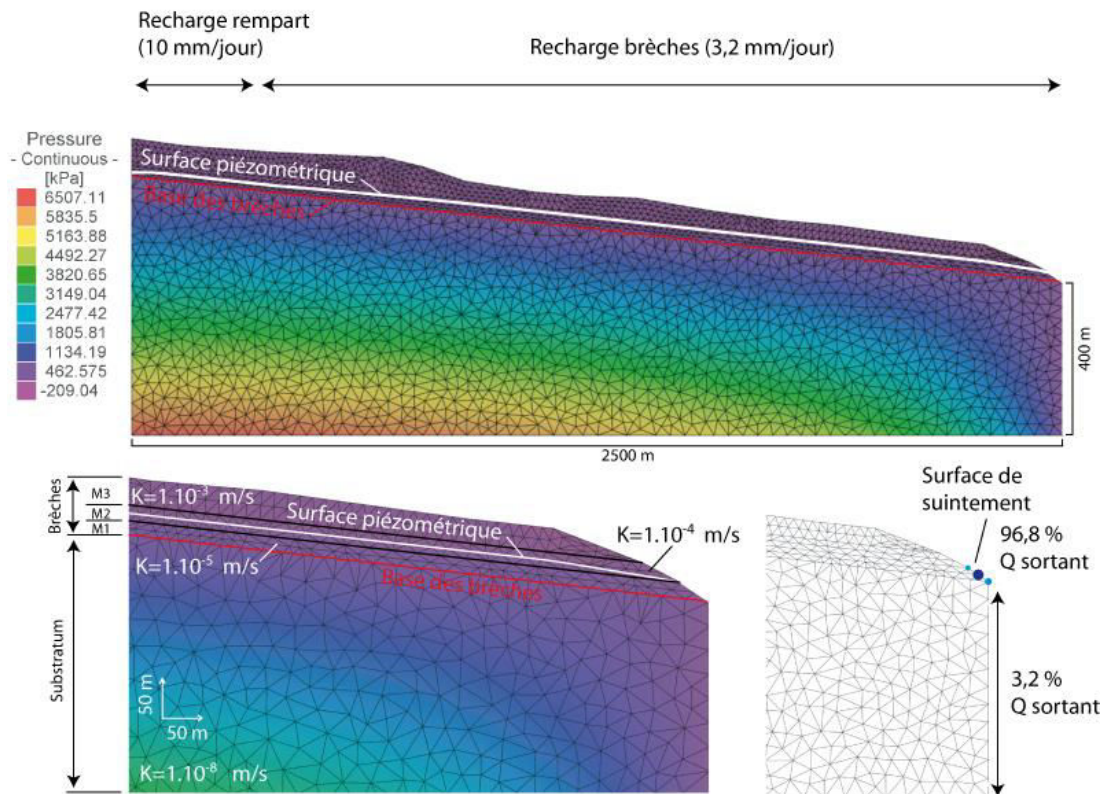 Recharge rempart
(10 mm/jour)
Recharge brèches (3,2 mm/jour)
Pressure
- Continuous -
[kPa]
6507.11
5835.5
5163.88
4492.27
3820.65
3149.04
2477.42
1805.81
1134.19
462.575
-209.04
Surface piézométrique
Base des brèches
400 m
2500 m
Brèches
M3
M2
M1
Substratum
K=1.10⁻³ m/s
Surface piézométrique
K=1.10⁻⁴ m/s
K=1.10⁻⁵ m/s
Base des brèches
50 m
50 m
K=1.10⁻⁸ m/s
Surface de
suintement
96,8 %
Q sortant
3,2 %
Q sortant